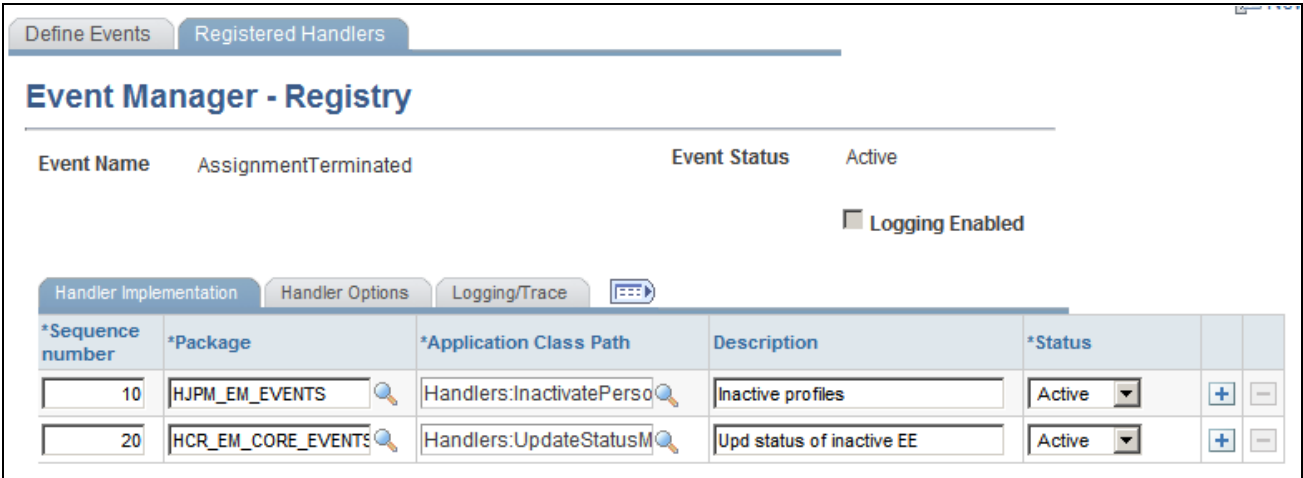 Define Events Registered Handlers
Event Manager - Registry
Event Name AssignmentTerminated Event Status Active
Logging Enabled
Handler Implementation Handler Options Logging/Trace
*Sequence number *Package *Application Class Path Description *Status
10 HJPM_EM_EVENTS Handlers:InactivatePerso Inactive profiles Active
20 HCR_EM_CORE_EVENTS Handlers:UpdateStatusM Upd status of inactive EE Active